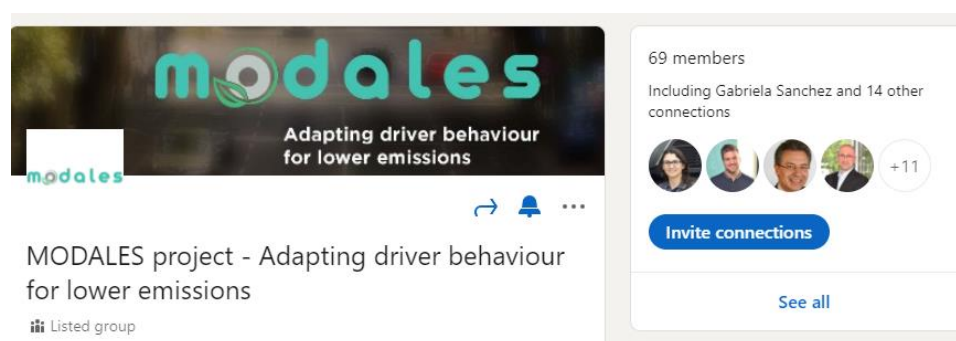 modales
Adapting driver behaviour
for lower emissions
modales
MODALES project - Adapting driver behaviour
for lower emissions
Listed group
69 members
Including Gabriela Sanchez and 14 other
connections
+11
Invite connections
See all